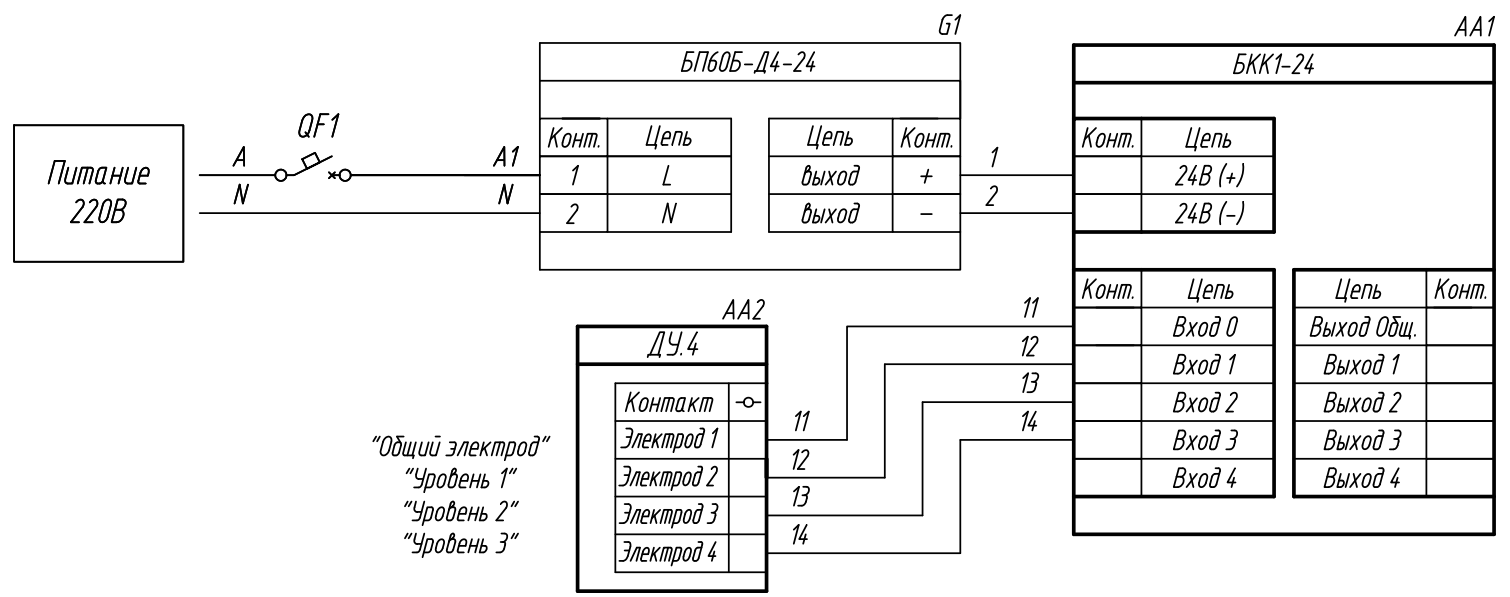 Питание
220В
A
N
QF1
A1
N
G1
БП60Б-Д4-24
Конт. Цепь
1 L
2 N
Цепь Конт.
выход +
выход −
1
2
AA1
БКК1-24
Конт. Цепь
24В (+)
24В (−)
Конт. Цепь
Вход 0
Вход 1
Вход 2
Вход 3
Вход 4
Цепь Конт.
Выход Общ.
Выход 1
Выход 2
Выход 3
Выход 4
11
12
13
14
AA2
ДУ.4
Контакт
Электрод 1
Электрод 2
Электрод 3
Электрод 4
11
12
13
14
"Общий электрод"
"Уровень 1"
"Уровень 2"
"Уровень 3"